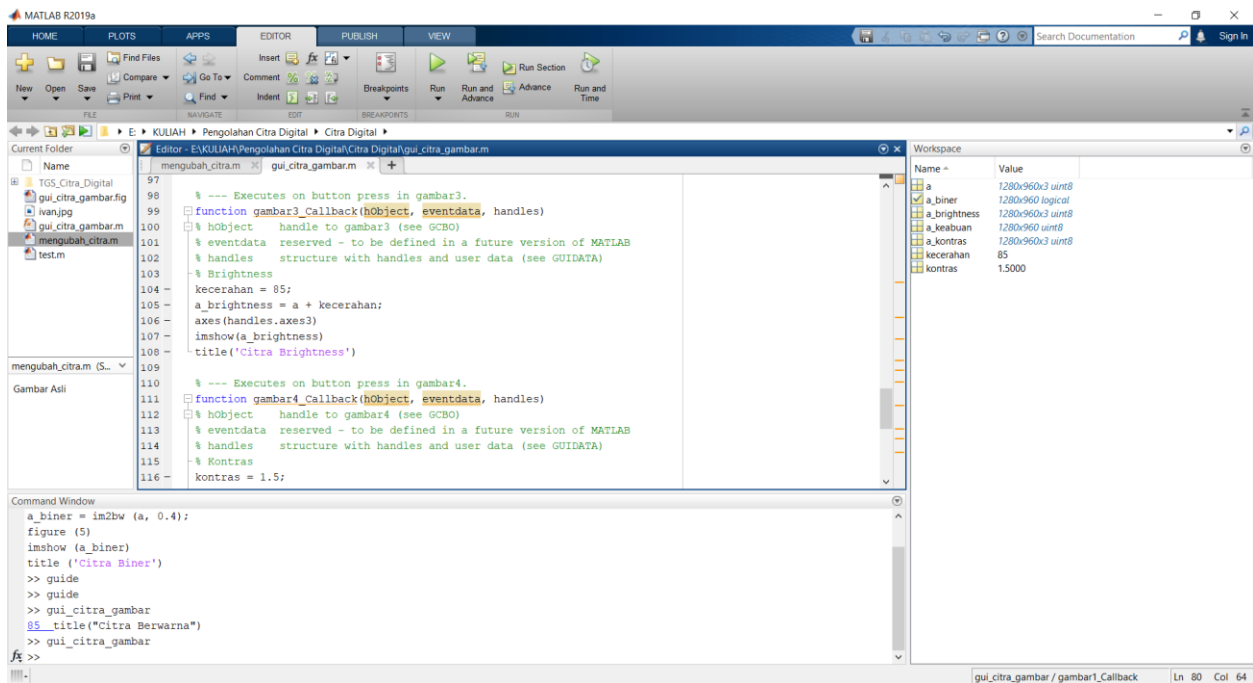 MATLAB R2019a
HOME PLOTS APPS EDITOR PUBLISH VIEW
Search Documentation Sign In
New Open Save
Find Files
Compare
Print
FILE
Go To
Find
NAVIGATE
Insert fx
Comment
Indent
EDIT
Breakpoints
BREAKPOINTS
Run
Run and Advance
Run Section
Advance
Run and Time
RUN
E: KULIAH Pengolahan Citra Digital Citra Digital
Current Folder
Name
TGS_Citra_Digital
gui_citra_gambar.fig
ivan.jpg
gui_citra_gambar.m
mengubah_citra.m
test.m
mengubah_citra.m (S...
Gambar Asli
Editor - E:\KULIAH\Pengolahan Citra Digital\Citra Digital\gui_citra_gambar.m
mengubah_citra.m gui_citra_gambar.m +
97
98 % --- Executes on button press in gambar3.
99 function gambar3_Callback(hObject, eventdata, handles)
100 % hObject    handle to gambar3 (see GCBO)
101 % eventdata  reserved - to be defined in a future version of MATLAB
102 % handles    structure with handles and user data (see GUIDATA)
103 % Brightness
104 - kecerahan = 85;
105 - a_brightness = a + kecerahan;
106 - axes(handles.axes3)
107 - imshow(a_brightness)
108 - title('Citra Brightness')
109
110 % --- Executes on button press in gambar4.
111 function gambar4_Callback(hObject, eventdata, handles)
112 % hObject    handle to gambar4 (see GCBO)
113 % eventdata  reserved - to be defined in a future version of MATLAB
114 % handles    structure with handles and user data (see GUIDATA)
115 % Kontras
116 - kontras = 1.5;
Workspace
Name Value
a 1280x960x3 uint8
a_biner 1280x960 logical
a_brightness 1280x960x3 uint8
a_keabuan 1280x960 uint8
a_kontras 1280x960x3 uint8
kecerahan 85
kontras 1.5000
Command Window
a_biner = im2bw (a, 0.4);
figure (5)
imshow (a_biner)
title ('Citra Biner')
>> guide
>> guide
>> gui_citra_gambar
85  title("Citra Berwarna")
>> gui_citra_gambar
fx >>
gui_citra_gambar / gambar1_Callback Ln 80 Col 64